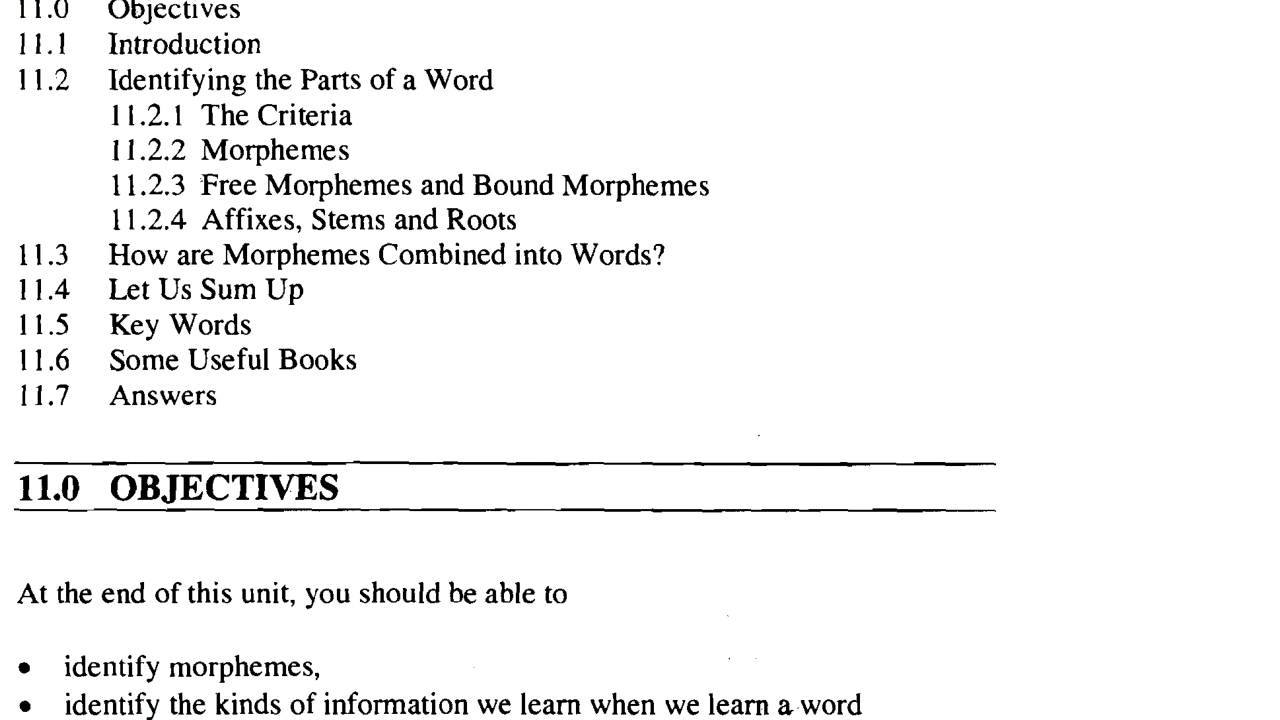 11.0 Objectives
11.1 Introduction
11.2 Identifying the Parts of a Word
11.2.1 The Criteria
11.2.2 Morphemes
11.2.3 Free Morphemes and Bound Morphemes
11.2.4 Affixes, Stems and Roots
11.3 How are Morphemes Combined into Words?
11.4 Let Us Sum Up
11.5 Key Words
11.6 Some Useful Books
11.7 Answers
11.0 OBJECTIVES
At the end of this unit, you should be able to
• identify morphemes,
• identify the kinds of information we learn when we learn a word